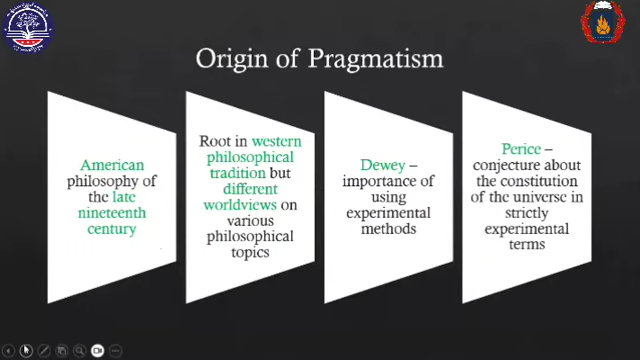 Origin of Pragmatism
American
philosophy of
the late
nineteenth
century
Root in western
philosophical
tradition but
different
worldviews on
various
philosophical
topics
Dewey –
importance of
using
experimental
methods
Perice –
conjecture about
the constitution
of the universe in
strictly
experimental
terms